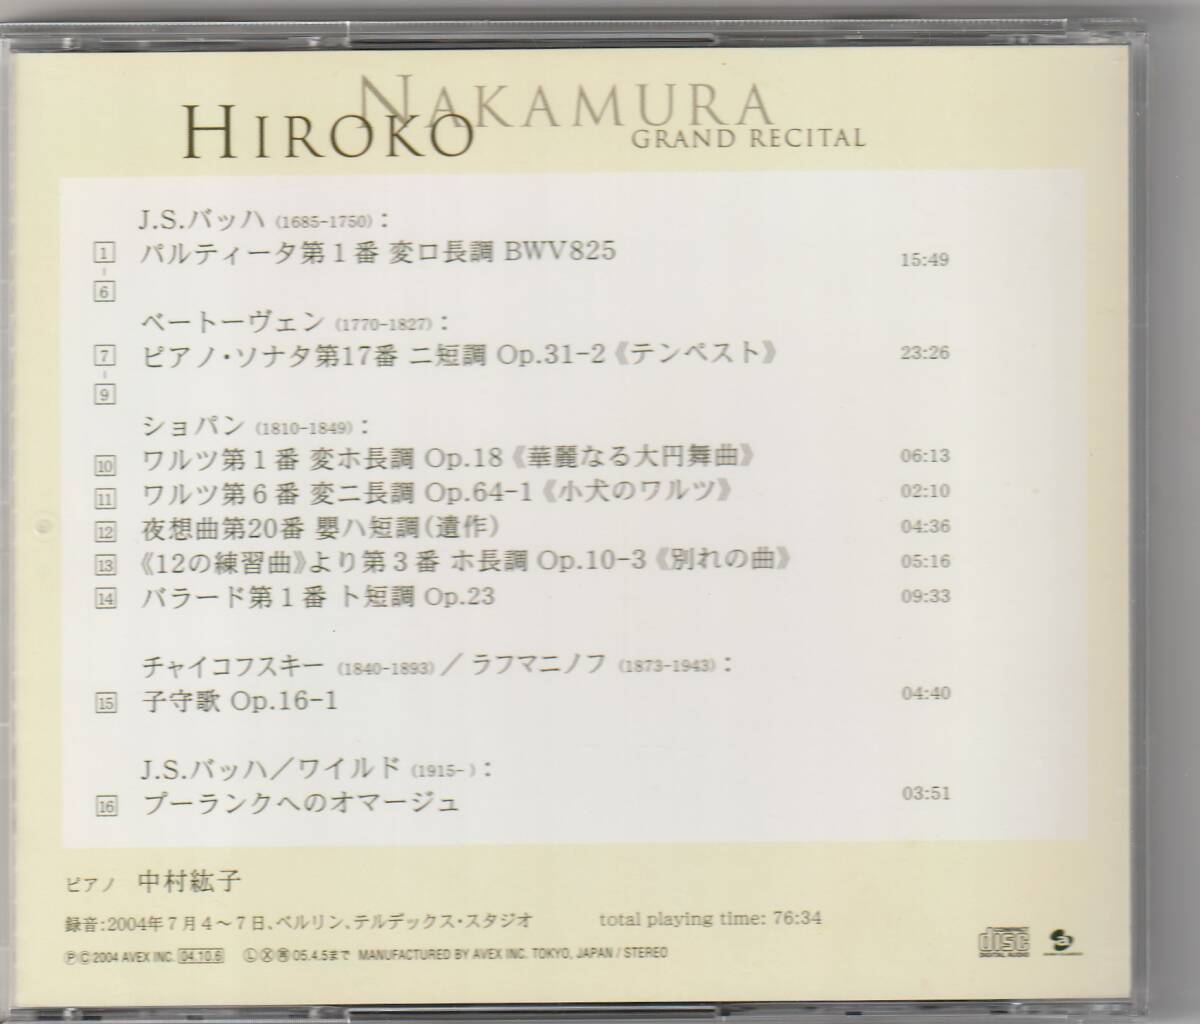 NAKAMURA
HIROKO
GRAND RECITAL
J.S.バッハ (1685-1750):
1 パルティータ第1番 変ロ長調 BWV825 15:49
-
6
ベートーヴェン (1770-1827):
7 ピアノ・ソナタ第17番 ニ短調 Op.31-2《テンペスト》 23:26
-
9
ショパン (1810-1849):
10 ワルツ第1番 変ホ長調 Op.18《華麗なる大円舞曲》 06:13
11 ワルツ第6番 変ニ長調 Op.64-1《小犬のワルツ》 02:10
12 夜想曲第20番 嬰ハ短調(遺作) 04:36
13 《12の練習曲》より第3番 ホ長調 Op.10-3《別れの曲》 05:16
14 バラード第1番 ト短調 Op.23 09:33
チャイコフスキー (1840-1893)/ラフマニノフ (1873-1943):
15 子守歌 Op.16-1 04:40
J.S.バッハ/ワイルド (1915- ):
16 プーランクへのオマージュ 03:51
ピアノ 中村紘子
録音:2004年7月4~7日、ベルリン、テルデックス・スタジオ total playing time: 76:34
ⓅⒸ2004 AVEX INC. 04.10.6 Ⓛ Ⓧ 05.4.5まで MANUFACTURED BY AVEX INC. TOKYO, JAPAN / STEREO
COMPACT
disc
DIGITAL AUDIO